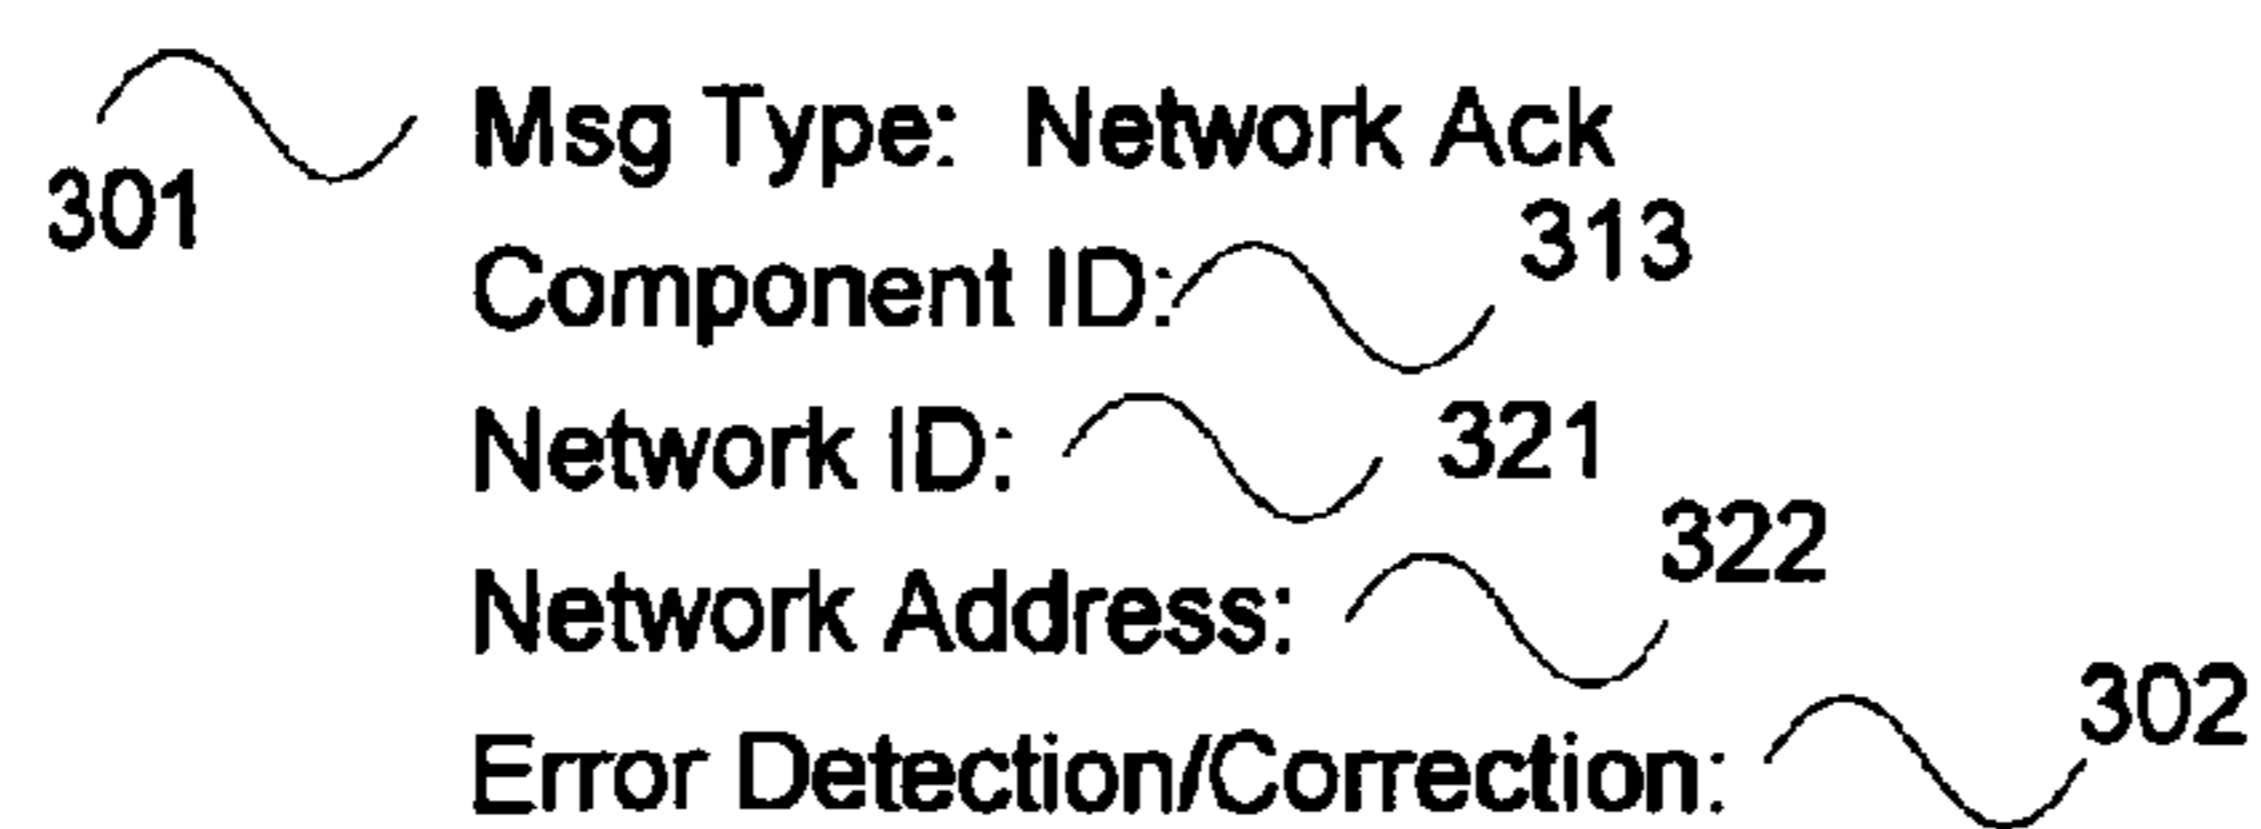 301 Msg Type: Network Ack
Component ID: 313
Network ID: 321
Network Address: 322
Error Detection/Correction: 302